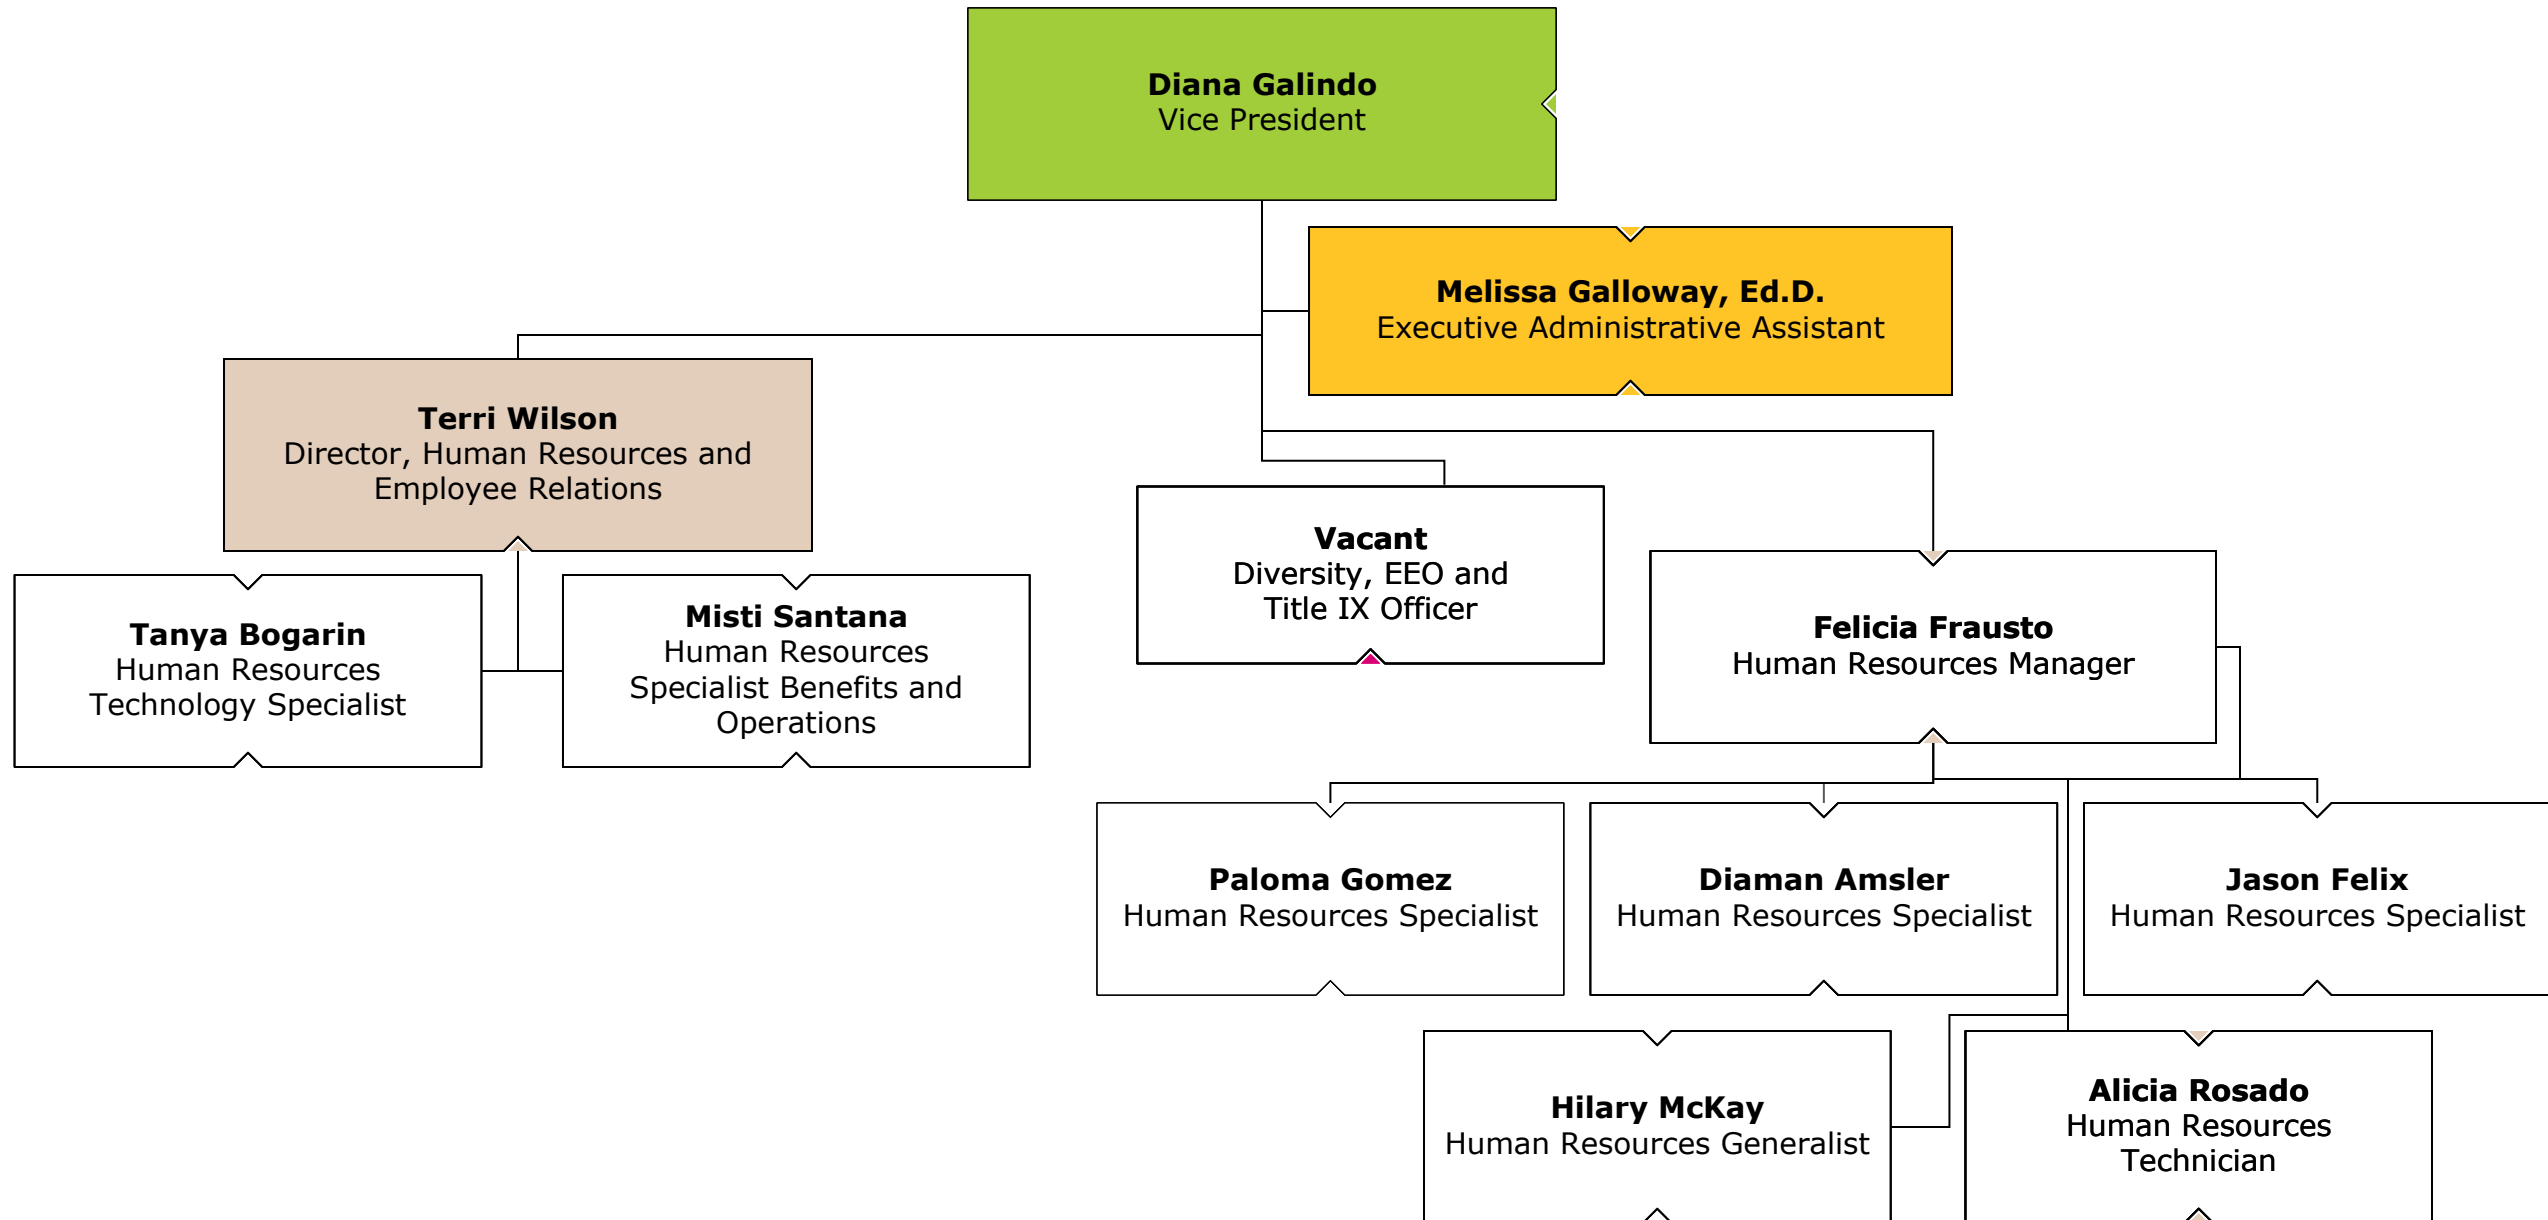 Diana Galindo
Vice President
Melissa Galloway, Ed.D.
Executive Administrative Assistant
Terri Wilson
Director, Human Resources and
Employee Relations
Vacant
Diversity, EEO and
Title IX Officer
Felicia Frausto
Human Resources Manager
Tanya Bogarin
Human Resources
Technology Specialist
Misti Santana
Human Resources
Specialist Benefits and
Operations
Paloma Gomez
Human Resources Specialist
Diaman Amsler
Human Resources Specialist
Jason Felix
Human Resources Specialist
Hilary McKay
Human Resources Generalist
Alicia Rosado
Human Resources
Technician